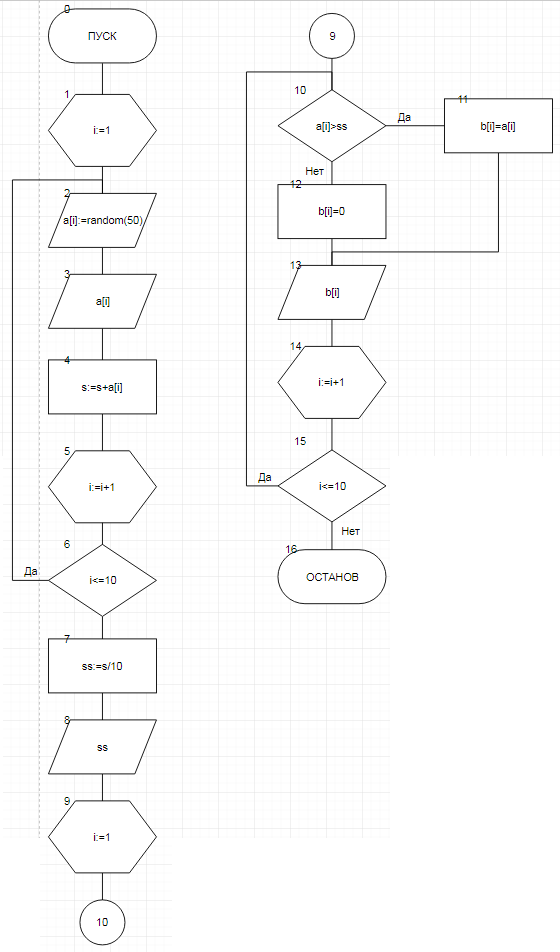 0
ПУСК
1
i:=1
2
a[i]:=random(50)
3
a[i]
4
s:=s+a[i]
5
i:=i+1
6
i<=10
Да
7
ss:=s/10
8
ss
9
i:=1
10
9
10
a[i]>ss
Да
Нет
11
b[i]=a[i]
12
b[i]=0
13
b[i]
14
i:=i+1
15
i<=10
Да
Нет
16
ОСТАНОВ